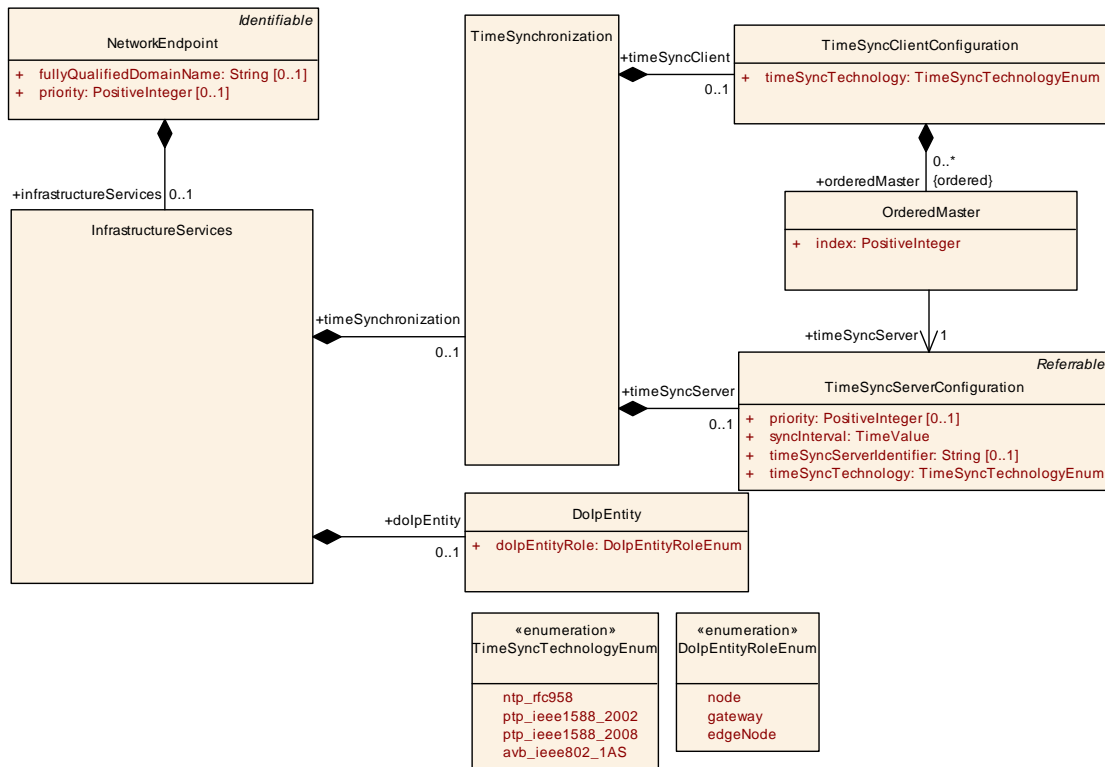 Identifiable
NetworkEndpoint
+ fullyQualifiedDomainName: String [0..1]
+ priority: PositiveInteger [0..1]
+infrastructureServices 0..1
InfrastructureServices
TimeSynchronization
+timeSyncClient
0..1
TimeSyncClientConfiguration
+ timeSyncTechnology: TimeSyncTechnologyEnum
0..*
+orderedMaster {ordered}
OrderedMaster
+ index: PositiveInteger
+timeSynchronization
0..1
+timeSyncServer 1
Referrable
TimeSyncServerConfiguration
+ priority: PositiveInteger [0..1]
+ syncInterval: TimeValue
+ timeSyncServerIdentifier: String [0..1]
+ timeSyncTechnology: TimeSyncTechnologyEnum
+timeSyncServer
0..1
+doIpEntity
0..1
DoIpEntity
+ doIpEntityRole: DoIpEntityRoleEnum
«enumeration»
TimeSyncTechnologyEnum
ntp_rfc958
ptp_ieee1588_2002
ptp_ieee1588_2008
avb_ieee802_1AS
«enumeration»
DoIpEntityRoleEnum
node
gateway
edgeNode